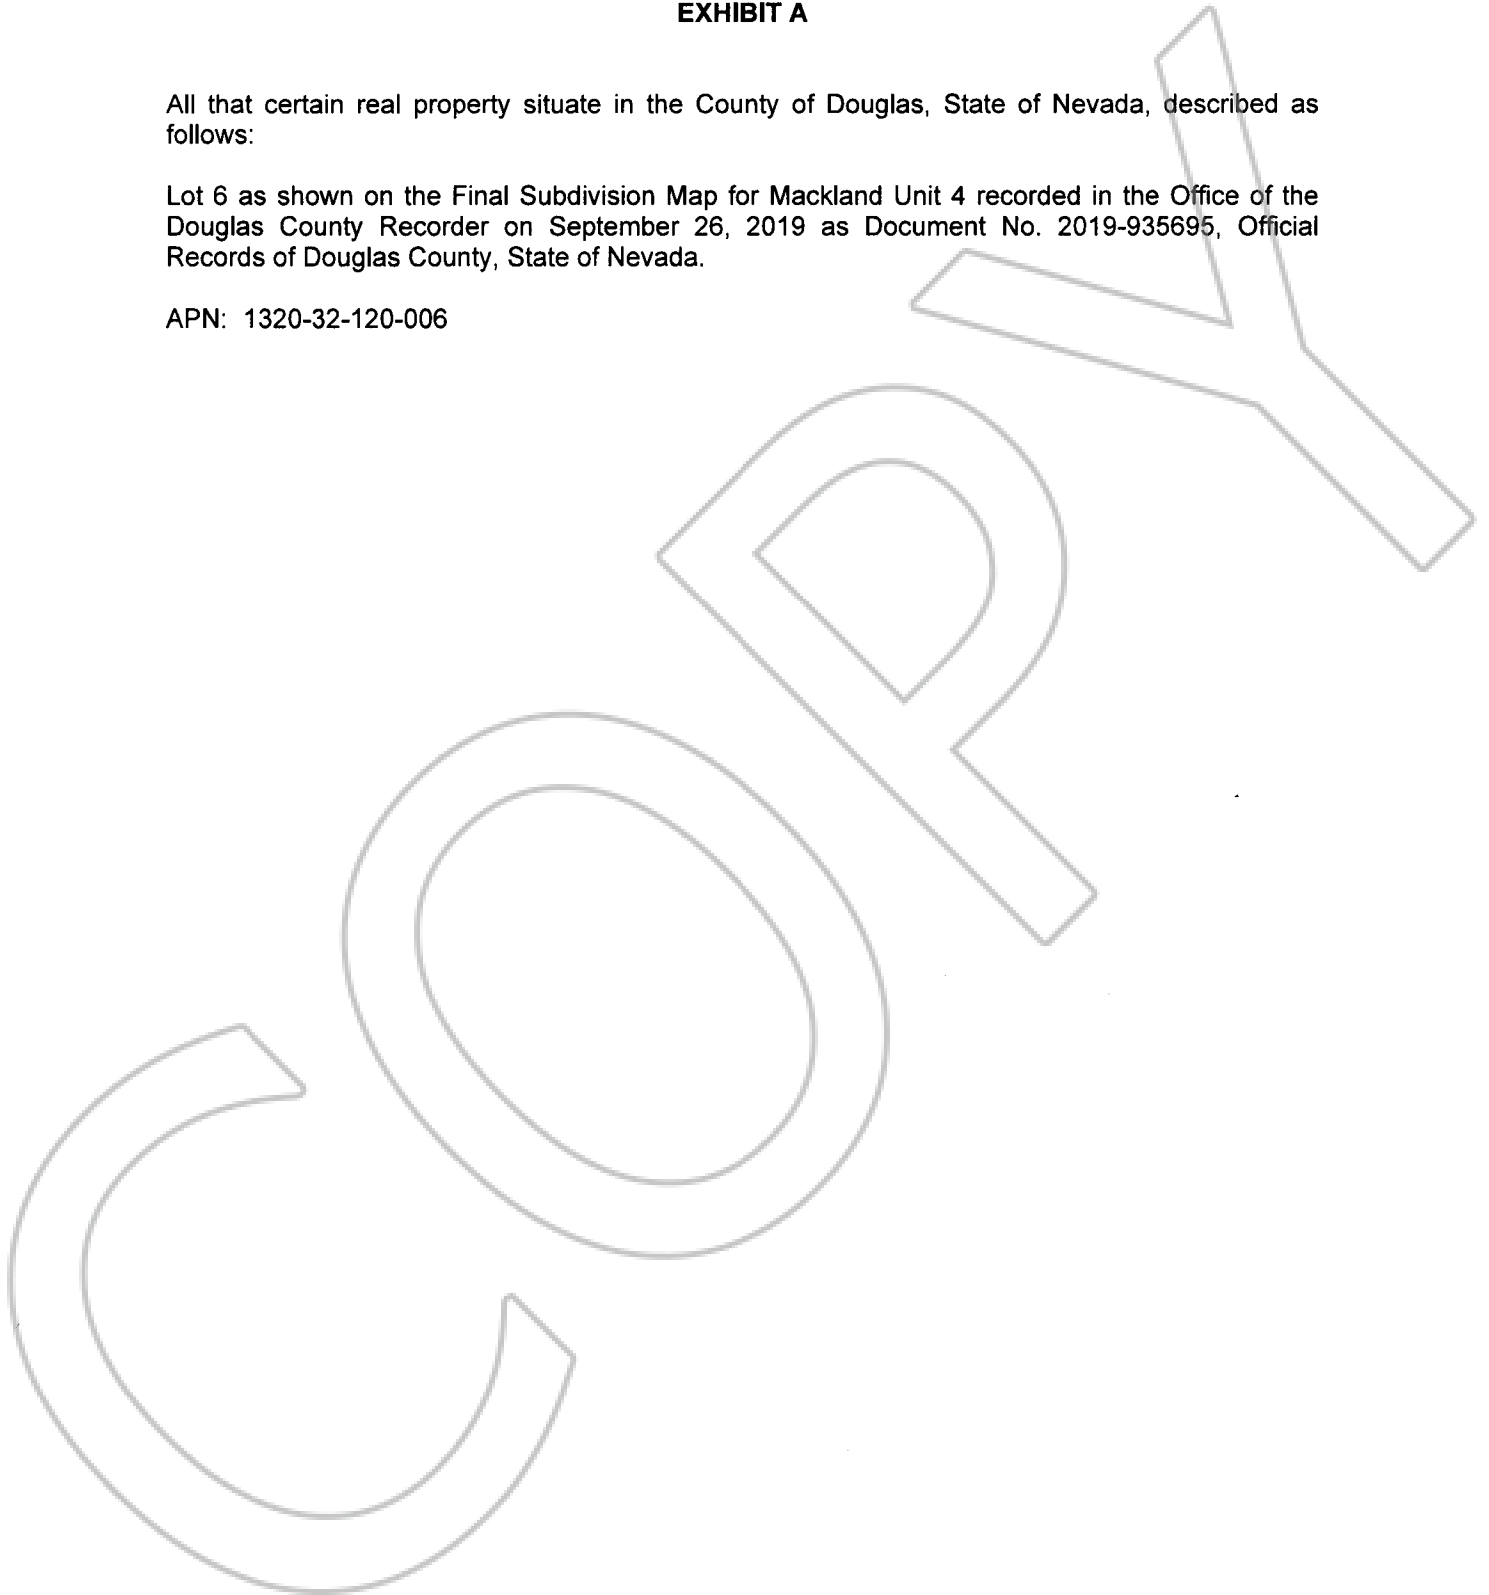 EXHIBIT A
All that certain real property situate in the County of Douglas, State of Nevada, described as
follows:
Lot 6 as shown on the Final Subdivision Map for Mackland Unit 4 recorded in the Office of the
Douglas County Recorder on September 26, 2019 as Document No. 2019-935695, Official
Records of Douglas County, State of Nevada.
APN: 1320-32-120-006
COPY